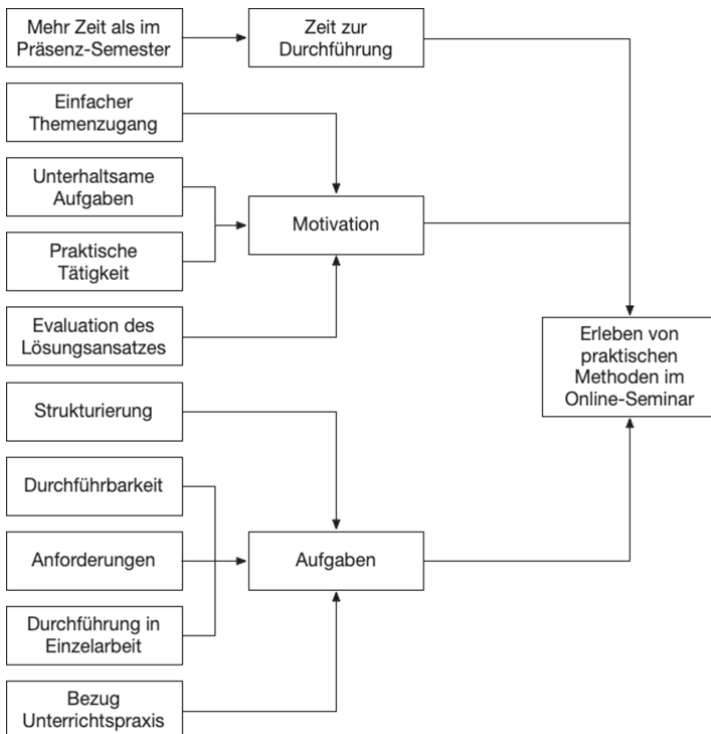 Mehr Zeit als im
Präsenz-Semester
Zeit zur
Durchführung
Einfacher
Themenzugang
Unterhaltsame
Aufgaben
Motivation
Praktische
Tätigkeit
Evaluation des
Lösungsansatzes
Erleben von
praktischen
Methoden im
Online-Seminar
Strukturierung
Durchführbarkeit
Anforderungen
Aufgaben
Durchführung in
Einzelarbeit
Bezug
Unterrichtspraxis